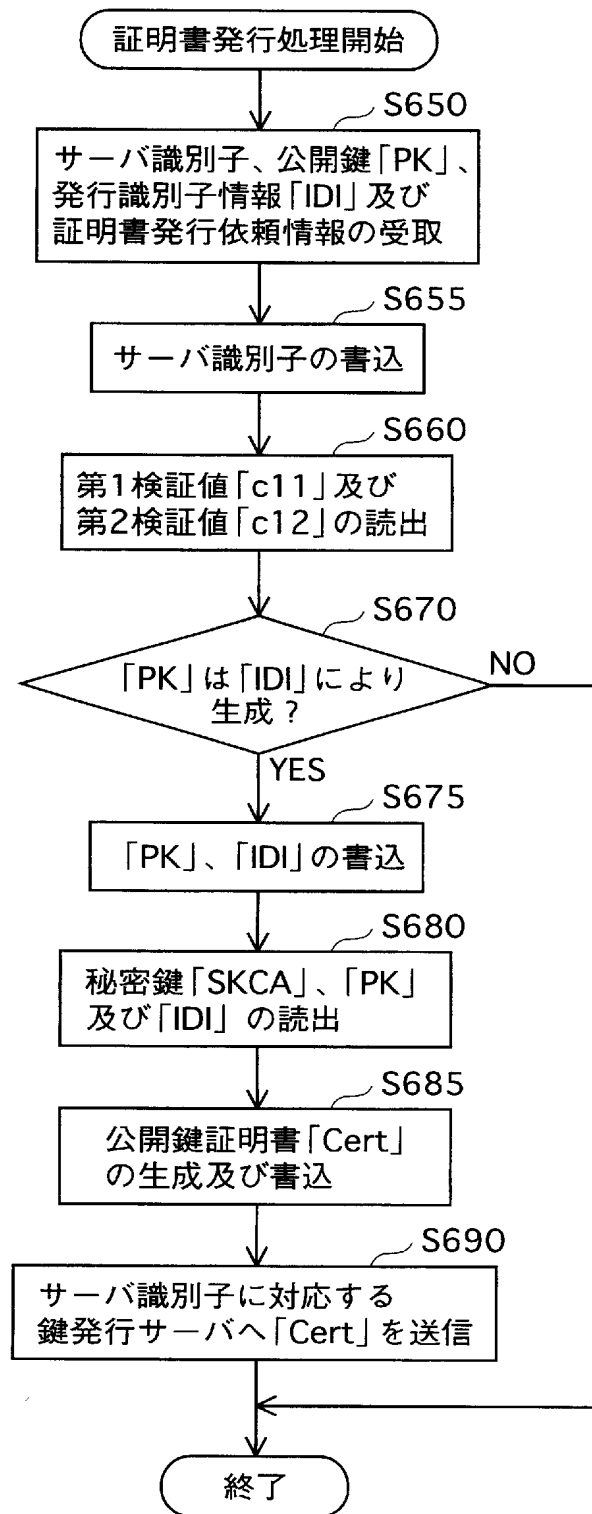 証明書発行処理開始
S650
サーバ識別子、公開鍵「PK」、
発行識別子情報「IDI」及び
証明書発行依頼情報の受取
S655
サーバ識別子の書込
S660
第1検証値「c11」及び
第2検証値「c12」の読出
S670
「PK」は「IDI」により
生成？
NO
YES
S675
「PK」、「IDI」の書込
S680
秘密鍵「SKCA」、「PK」
及び「IDI」の読出
S685
公開鍵証明書「Cert」
の生成及び書込
S690
サーバ識別子に対応する
鍵発行サーバへ「Cert」を送信
終了